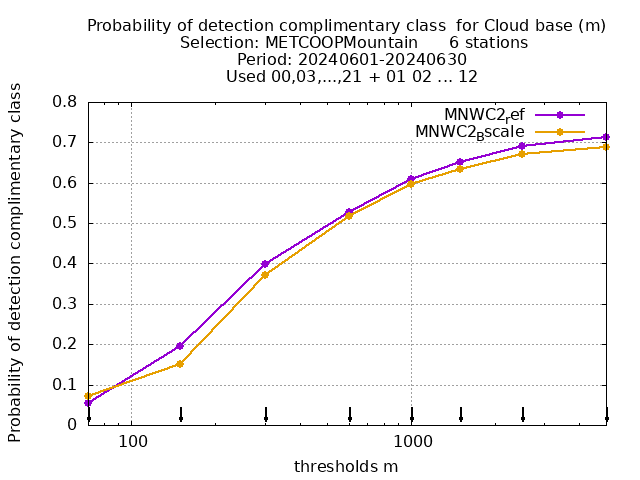 Probability of detection complimentary class  for Cloud base (m)
Selection: METCOOPMountain      6 stations
Period: 20240601-20240630
Used 00,03,...,21 + 01 02 ... 12
Probability of detection complimentary class
0.8
0.7
0.6
0.5
0.4
0.3
0.2
0.1
0
MNWC2ref
MNWC2Bscale
100
1000
thresholds m